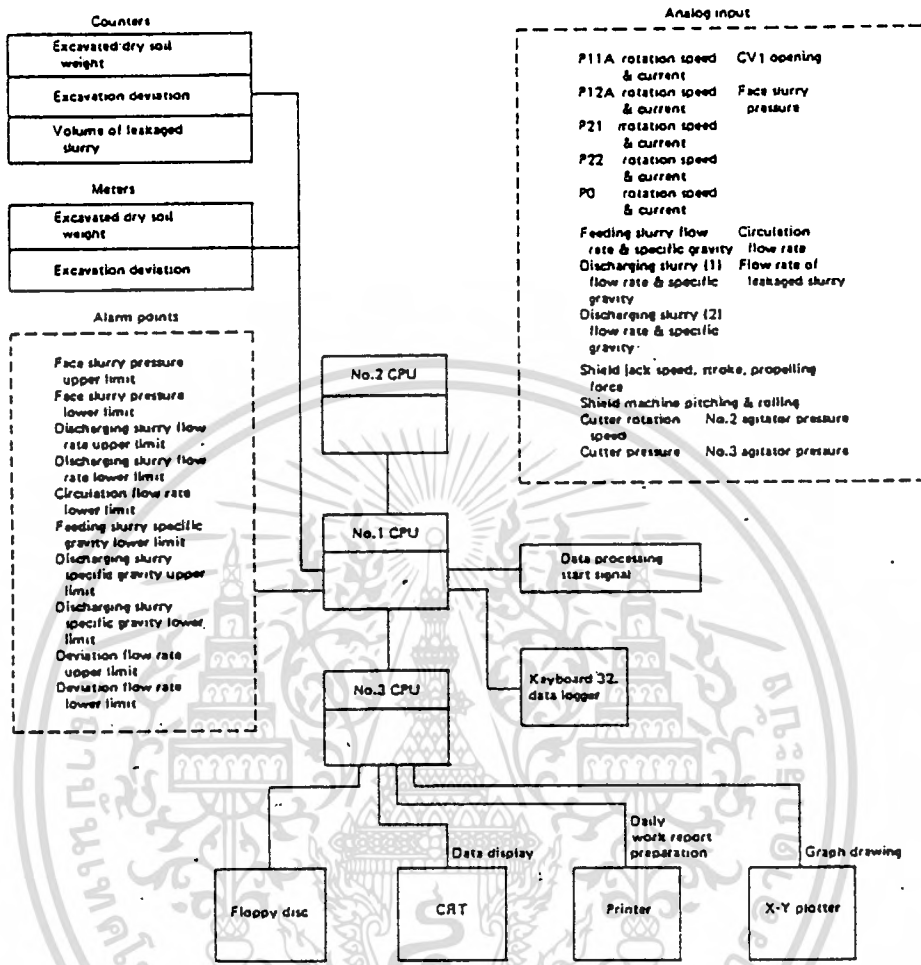 Counters
Excavated dry soil
weight
Excavation deviation
Volume of leakaged
slurry
Meters
Excavated dry soil
weight
Excavation deviation
Alarm points
Face slurry pressure
upper limit
Face slurry pressure
lower limit
Discharging slurry flow
rate upper limit
Discharging slurry flow
rate lower limit
Circulation flow rate
lower limit
Feeding slurry specific
gravity lower limit
Discharging slurry
specific gravity upper
limit
Discharging slurry
specific gravity lower
limit
Deviation flow rate
upper limit
Deviation flow rate
lower limit
Analog input
P11A rotation speed
& current
P12A rotation speed
& current
P21 rotation speed
& current
P22 rotation speed
& current
P0 rotation speed
& current
CV1 opening
Face slurry
pressure
Feeding slurry flow
rate & specific gravity
Discharging slurry (1)
flow rate & specific
gravity
Discharging slurry (2)
flow rate & specific
gravity
Circulation
flow rate
Flow rate of
leakaged slurry
Shield jack speed, stroke, propelling
force
Shield machine pitching & rolling
Cutter rotation
speed
No.2 agitator pressure
Cutter pressure No.3 agitator pressure
No.2 CPU
No.1 CPU
No.3 CPU
Data processing
start signal
Keyboard 32.
data logger
Data display
Daily
work report
preparation
Graph drawing
Floppy disc
CRT
Printer
X-Y plotter